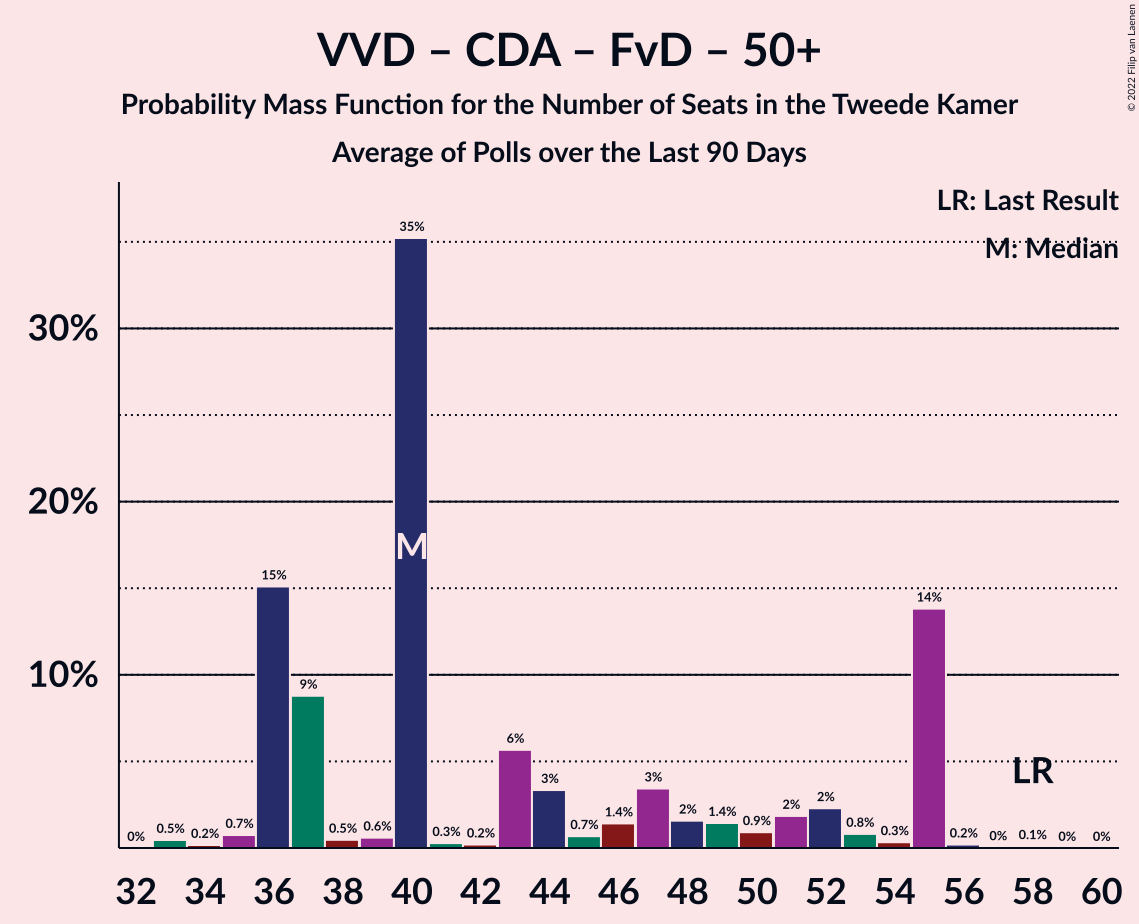 VVD – CDA – FvD – 50+
Probability Mass Function for the Number of Seats in the Tweede Kamer
Average of Polls over the Last 90 Days
© 2022 Filip van Laenen
LR: Last Result
M: Median
30%
20%
10%
0% 0.5% 0.2% 0.7% 15% 9% 0.5% 0.6% 35% 0.3% 0.2% 6% 3% 0.7% 1.4% 3% 2% 1.4% 0.9% 2% 2% 0.8% 0.3% 14% 0.2% 0% 0.1% 0% 0%
M
LR
32 34 36 38 40 42 44 46 48 50 52 54 56 58 60